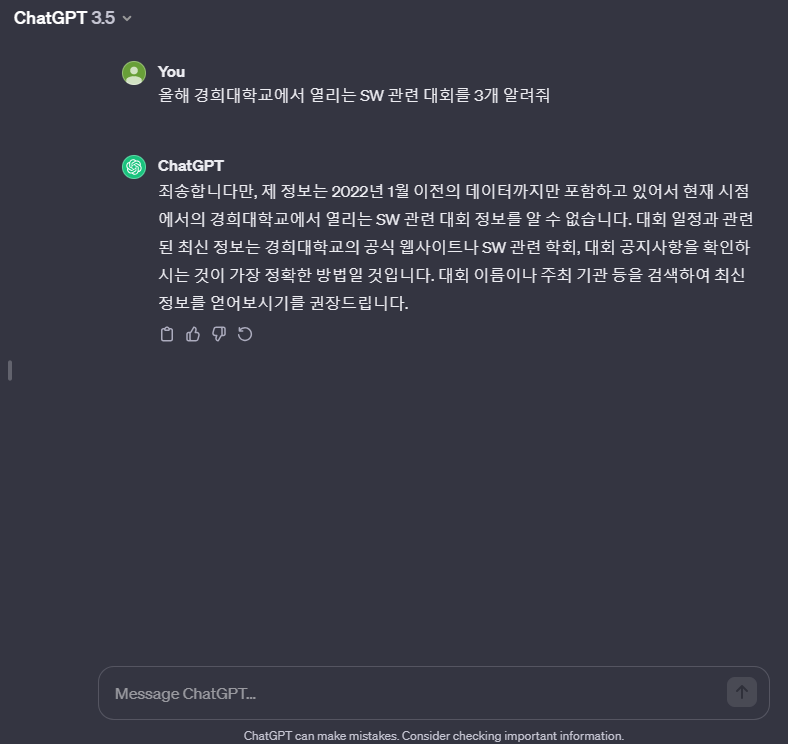 ChatGPT 3.5
You
올해 경희대학교에서 열리는 SW 관련 대회를 3개 알려줘
ChatGPT
죄송합니다만, 제 정보는 2022년 1월 이전의 데이터까지만 포함하고 있어서 현재 시점
에서의 경희대학교에서 열리는 SW 관련 대회 정보를 알 수 없습니다. 대회 일정과 관련
된 최신 정보는 경희대학교의 공식 웹사이트나 SW 관련 학회, 대회 공지사항을 확인하
시는 것이 가장 정확한 방법일 것입니다. 대회 이름이나 주최 기관 등을 검색하여 최신
정보를 얻어보시기를 권장드립니다.
Message ChatGPT...
ChatGPT can make mistakes. Consider checking important information.